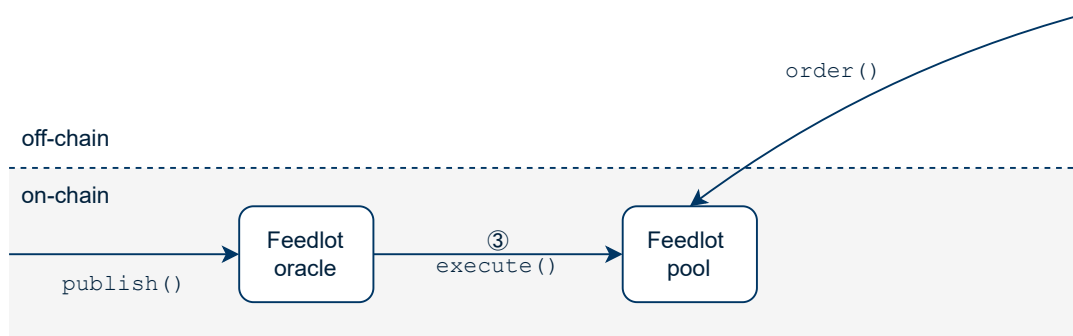 order()
off-chain
on-chain
Feedlot
oracle
③
execute()
Feedlot
pool
publish()